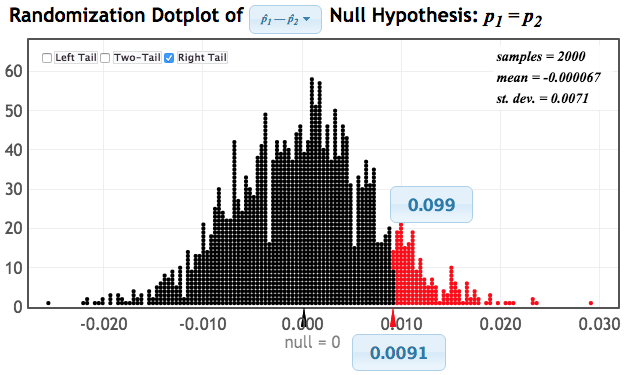 Randomization Dotplot of p̂₁ − p̂₂ Null Hypothesis: p₁ = p₂
Left Tail Two-Tail Right Tail
samples = 2000
mean = -0.000067
st. dev. = 0.0071
60
50
40
30
20
10
0
0.099
-0.020 -0.010 0.000 0.010 0.020 0.030
null = 0
0.0091